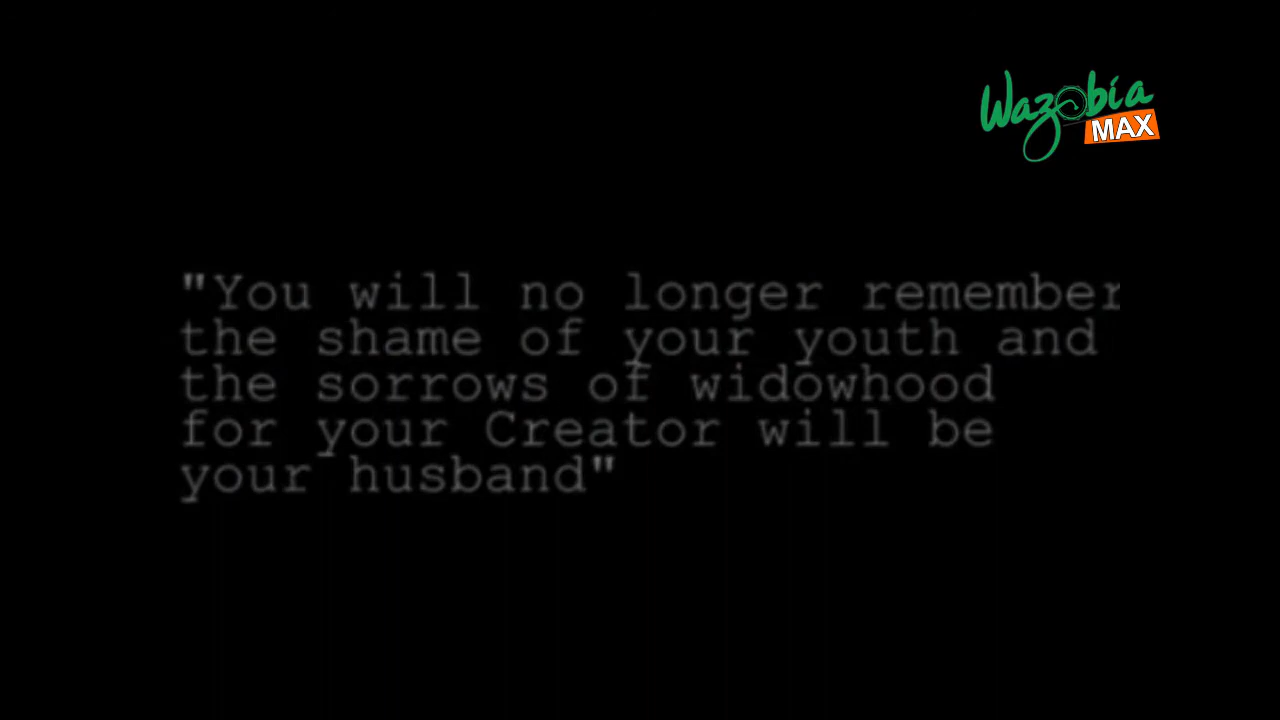 Wazobia
MAX
"You will no longer remember
the shame of your youth and
the sorrows of widowhood
for your Creator will be
your husband"